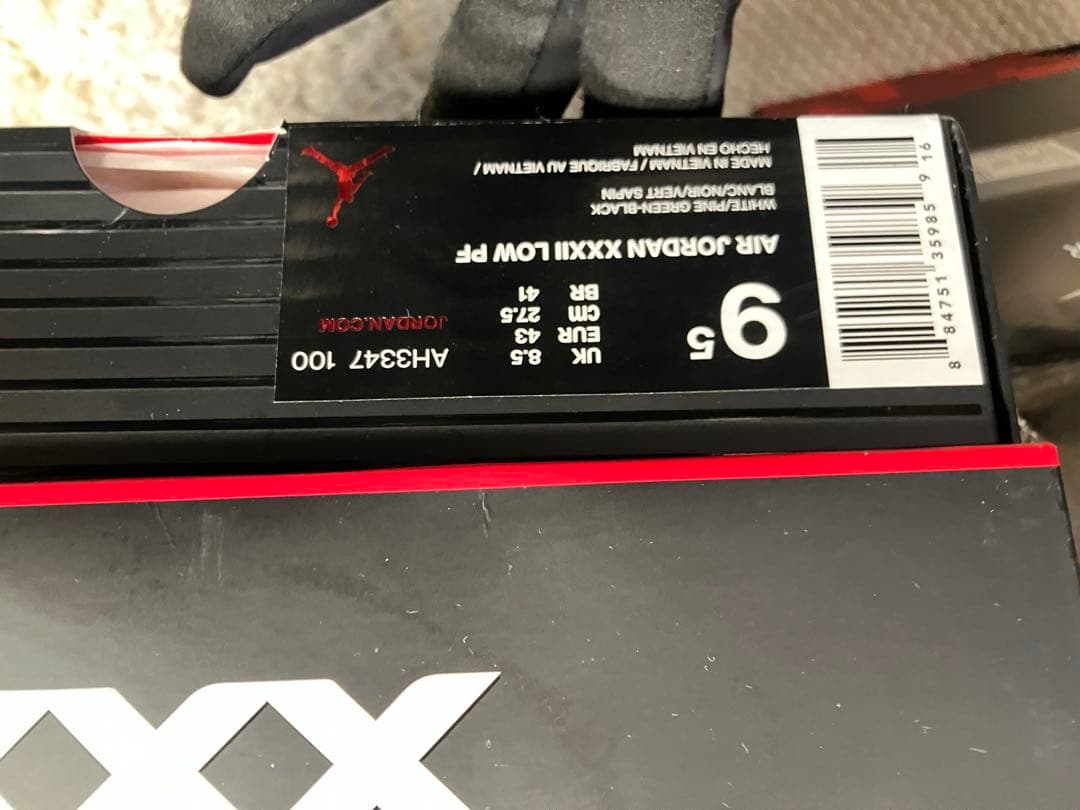 8 84751 35985 9 16
9 5
UK 8.5 AH3347 100
EUR 43
CM 27.5 JORDAN.COM
BR 41
AIR JORDAN XXXII LOW PF
WHITE/PINE GREEN-BLACK
BLANC/NOIR/VERT SAPIN
MADE IN VIETNAM / FABRIQUE AU VIETNAM /
HECHO EN VIETNAM
XXX